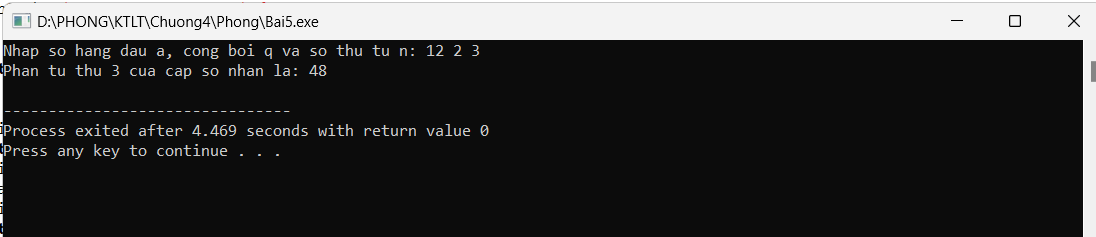 D:\PHONG\KTLT\Chuong4\Phong\Bai5.exe
Nhap so hang dau a, cong boi q va so thu tu n: 12 2 3
Phan tu thu 3 cua cap so nhan la: 48
--------------------------------
Process exited after 4.469 seconds with return value 0
Press any key to continue . . .